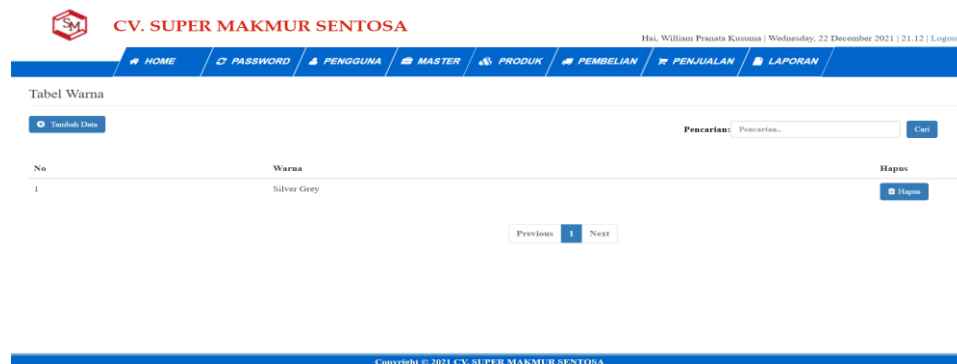 SM
CV. SUPER MAKMUR SENTOSA
Hai, William Pranata Kusuma | Wednesday, 22 December 2021 | 21.12 | Logout
HOME PASSWORD PENGGUNA MASTER PRODUK PEMBELIAN PENJUALAN LAPORAN
Tabel Warna
Tambah Data Pencarian: Pencarian.. Cari
No Warna Hapus
1 Silver Grey Hapus
Previous 1 Next
Copyright © 2021 CV. SUPER MAKMUR SENTOSA